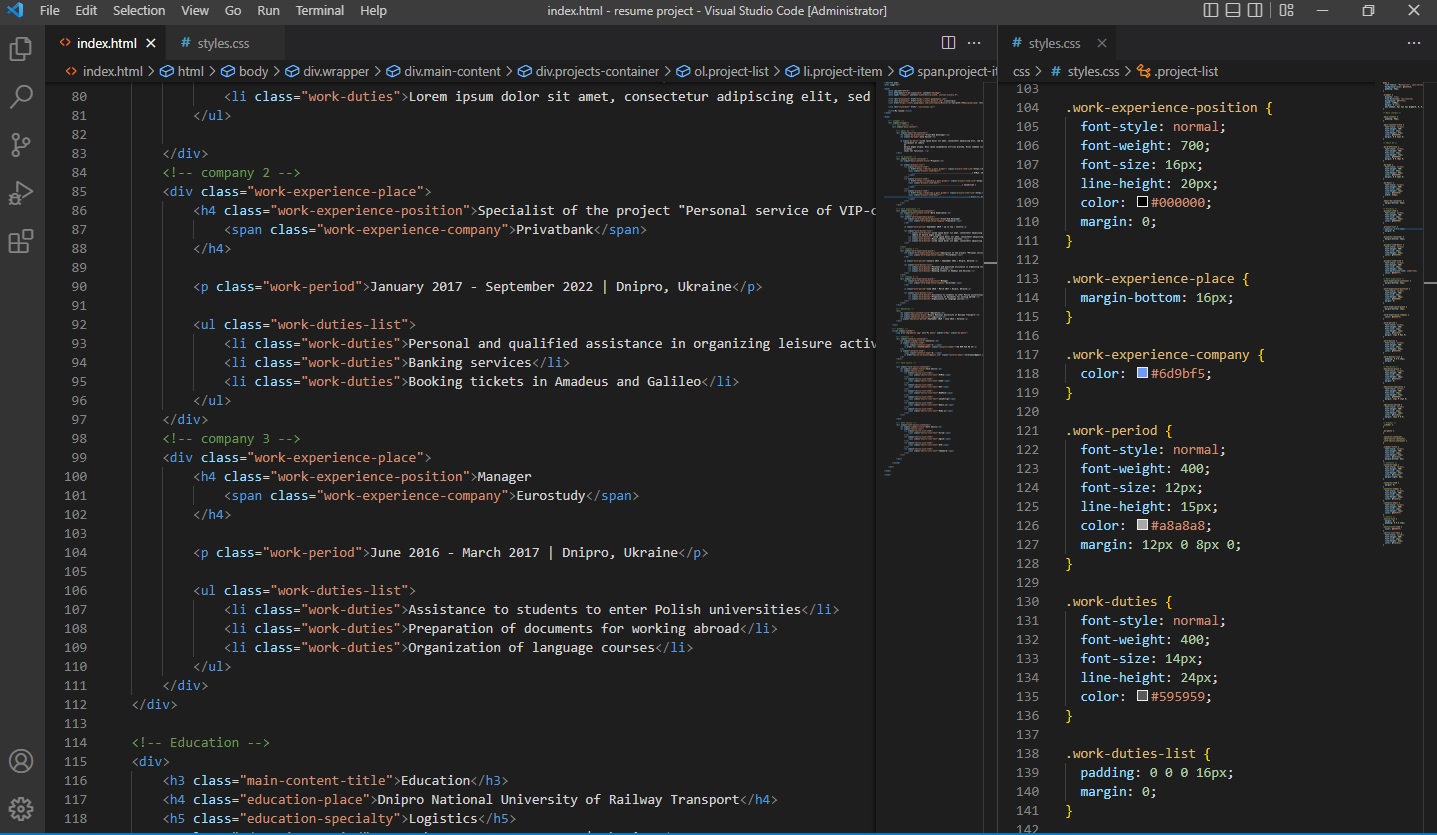 File Edit Selection View Go Run Terminal Help index.html - resume project - Visual Studio Code [Administrator]
index.html styles.css
index.html > html > body > div.wrapper > div.main-content > div.projects-container > ol.project-list > li.project-item > span.project-it
80 <li class="work-duties">Lorem ipsum dolor sit amet, consectetur adipiscing elit, sed
81 </ul>
82
83 </div>
84 <!-- company 2 -->
85 <div class="work-experience-place">
86 <h4 class="work-experience-position">Specialist of the project "Personal service of VIP-c
87 <span class="work-experience-company">Privatbank</span>
88 </h4>
89
90 <p class="work-period">January 2017 - September 2022 | Dnipro, Ukraine</p>
91
92 <ul class="work-duties-list">
93 <li class="work-duties">Personal and qualified assistance in organizing leisure activ
94 <li class="work-duties">Banking services</li>
95 <li class="work-duties">Booking tickets in Amadeus and Galileo</li>
96 </ul>
97 </div>
98 <!-- company 3 -->
99 <div class="work-experience-place">
100 <h4 class="work-experience-position">Manager
101 <span class="work-experience-company">Eurostudy</span>
102 </h4>
103
104 <p class="work-period">June 2016 - March 2017 | Dnipro, Ukraine</p>
105
106 <ul class="work-duties-list">
107 <li class="work-duties">Assistance to students to enter Polish universities</li>
108 <li class="work-duties">Preparation of documents for working abroad</li>
109 <li class="work-duties">Organization of language courses</li>
110 </ul>
111 </div>
112 </div>
113
114 <!-- Education -->
115 <div>
116 <h3 class="main-content-title">Education</h3>
117 <h4 class="education-place">Dnipro National University of Railway Transport</h4>
118 <h5 class="education-specialty">Logistics</h5>
# styles.css
css > # styles.css > .project-list
103
104 .work-experience-position {
105 font-style: normal;
106 font-weight: 700;
107 font-size: 16px;
108 line-height: 20px;
109 color: #000000;
110 margin: 0;
111 }
112
113 .work-experience-place {
114 margin-bottom: 16px;
115 }
116
117 .work-experience-company {
118 color: #6d9bf5;
119 }
120
121 .work-period {
122 font-style: normal;
123 font-weight: 400;
124 font-size: 12px;
125 line-height: 15px;
126 color: #a8a8a8;
127 margin: 12px 0 8px 0;
128 }
129
130 .work-duties {
131 font-style: normal;
132 font-weight: 400;
133 font-size: 14px;
134 line-height: 24px;
135 color: #595959;
136 }
137
138 .work-duties-list {
139 padding: 0 0 0 16px;
140 margin: 0;
141 }
142